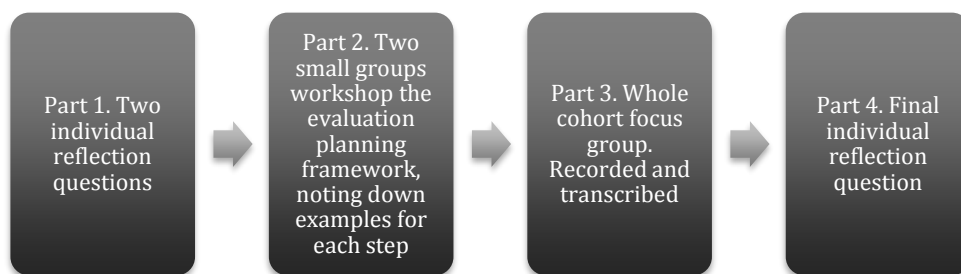 Part 1. Two
individual
reflection
questions
Part 2. Two
small groups
workshop the
evaluation
planning
framework,
noting down
examples for
each step
Part 3. Whole
cohort focus
group.
Recorded and
transcribed
Part 4. Final
individual
reflection
question